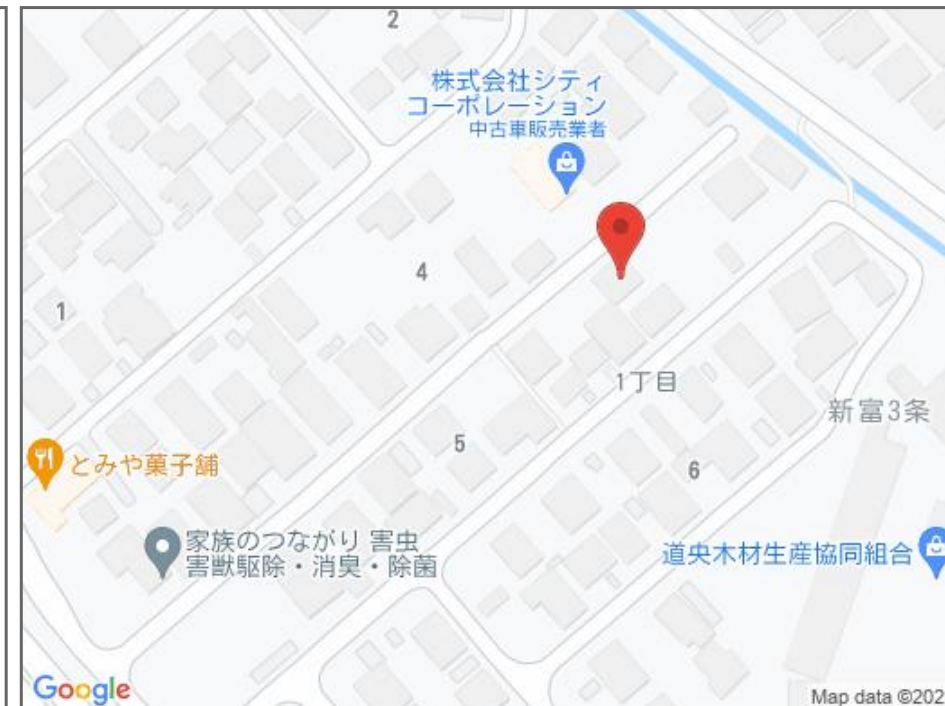 2
株式会社シティ
コーポレーション
中古車販売業者
4
1
1丁目
新富3条
5
とみや菓子舗
6
家族のつながり 害虫
害獣駆除・消臭・除菌
道央木材生産協同組合
Google
Map data ©202